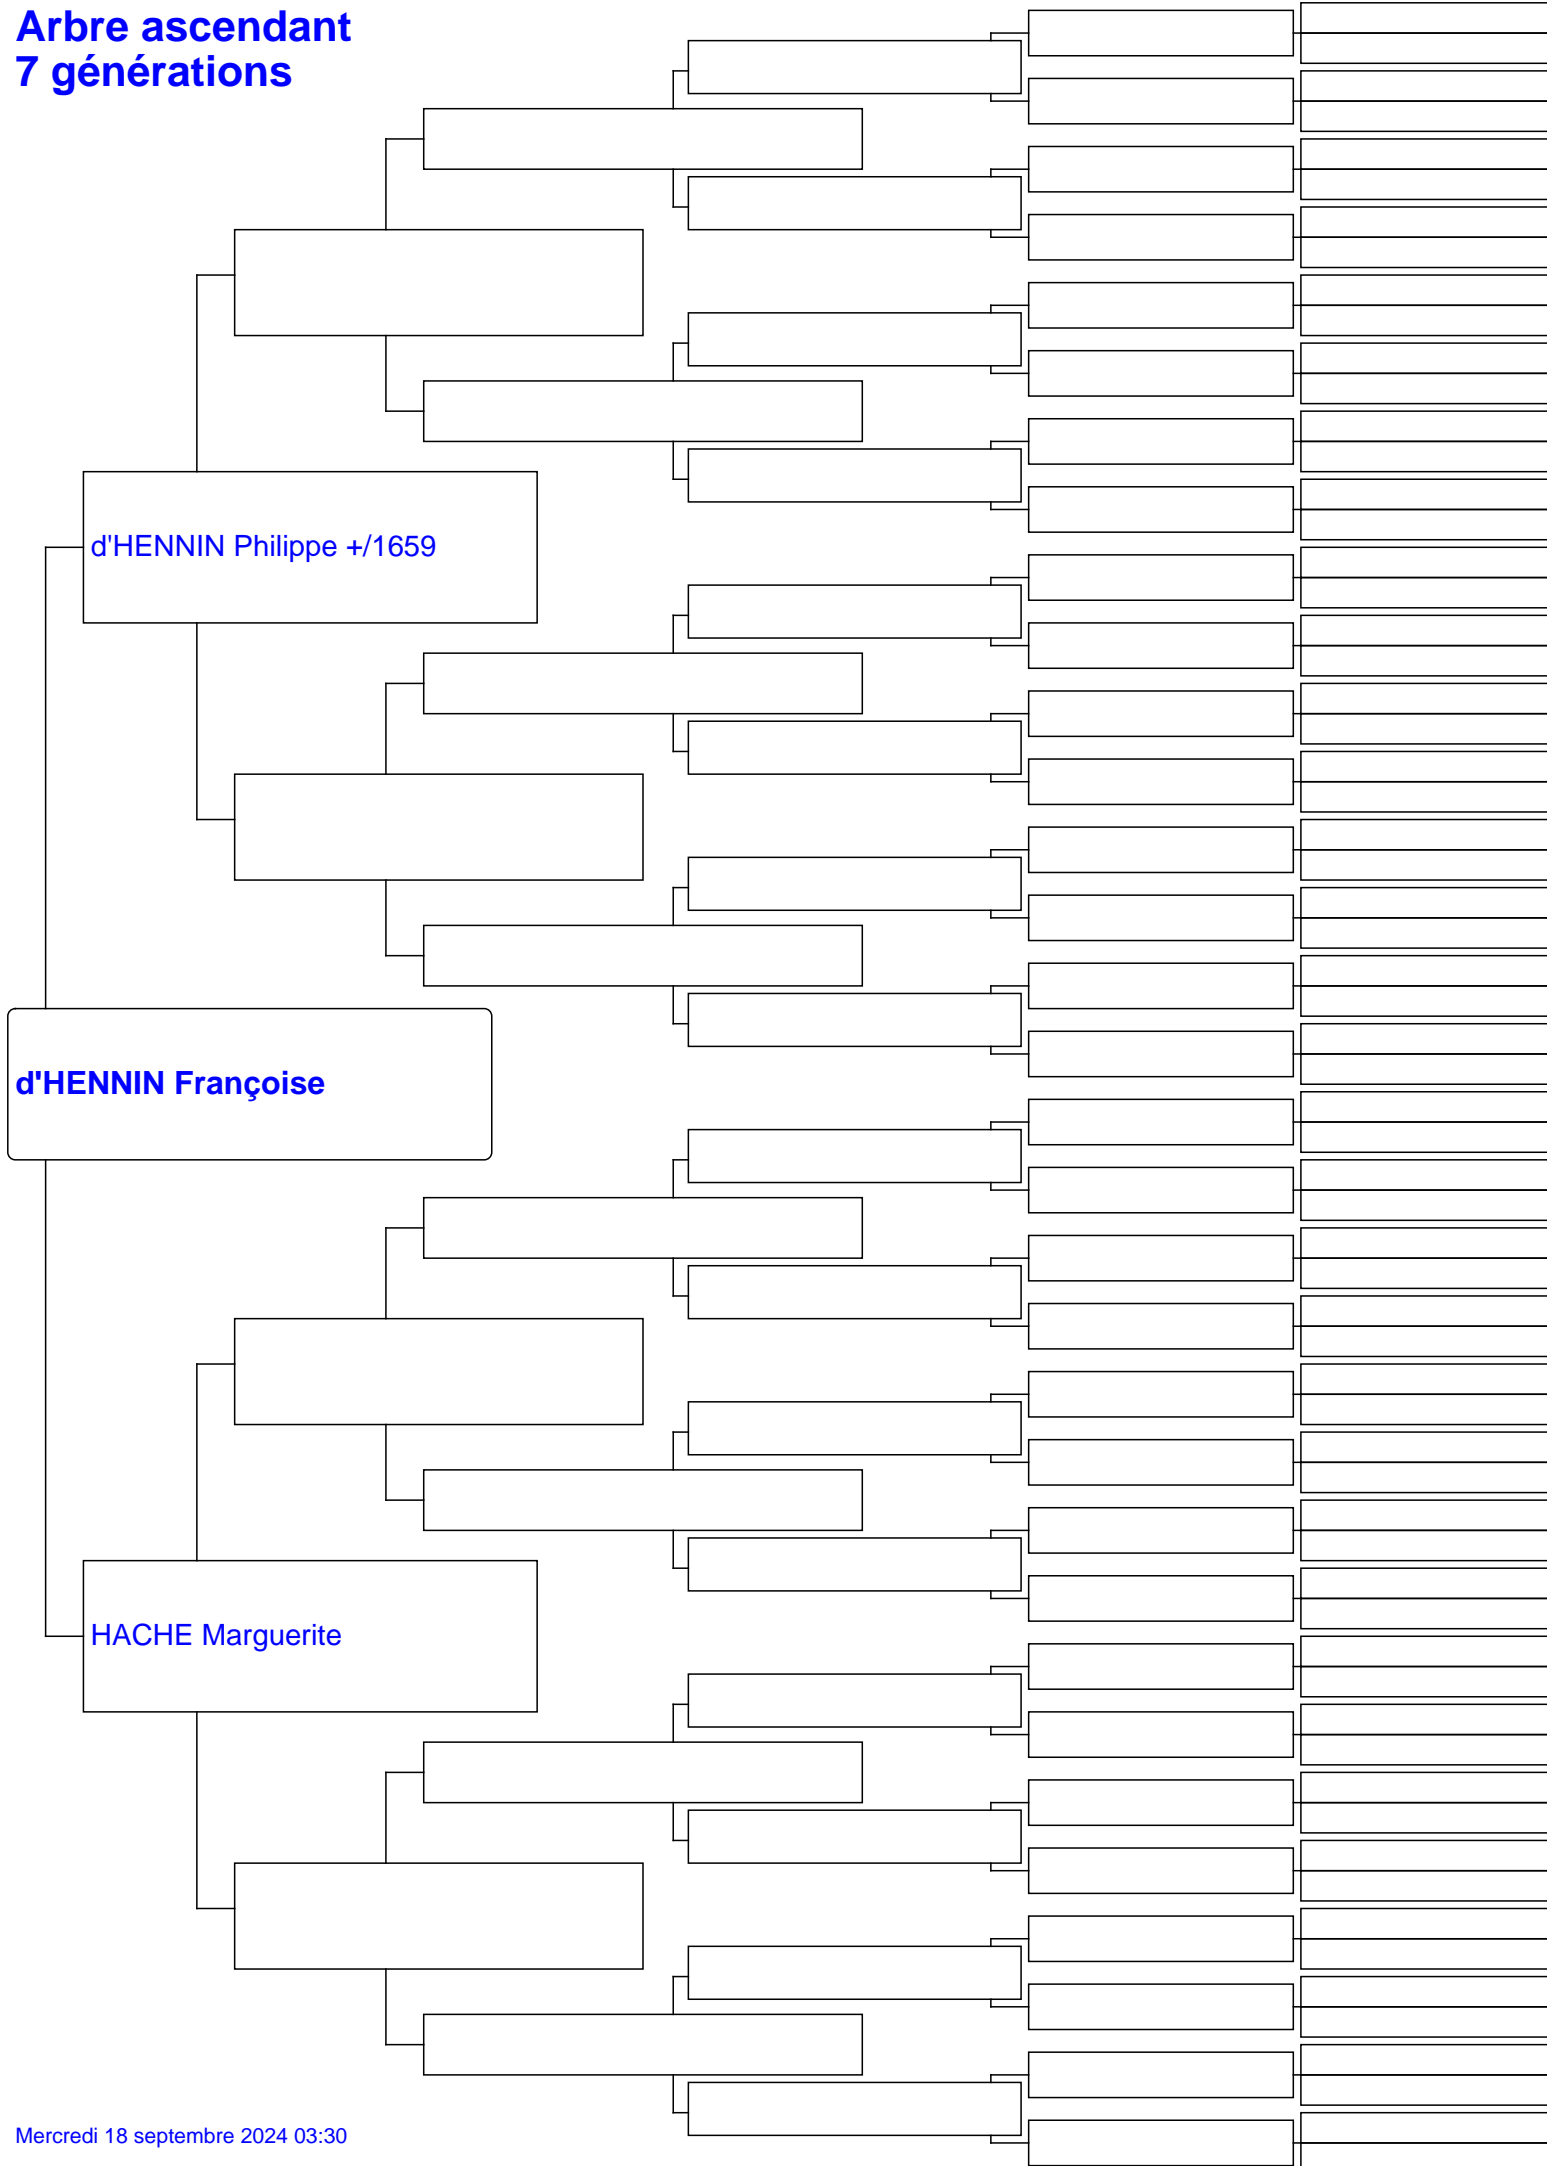 Arbre ascendant
7 générations
d'HENNIN Philippe +/1659
d'HENNIN Françoise
HACHE Marguerite
Mercredi 18 septembre 2024 03:30